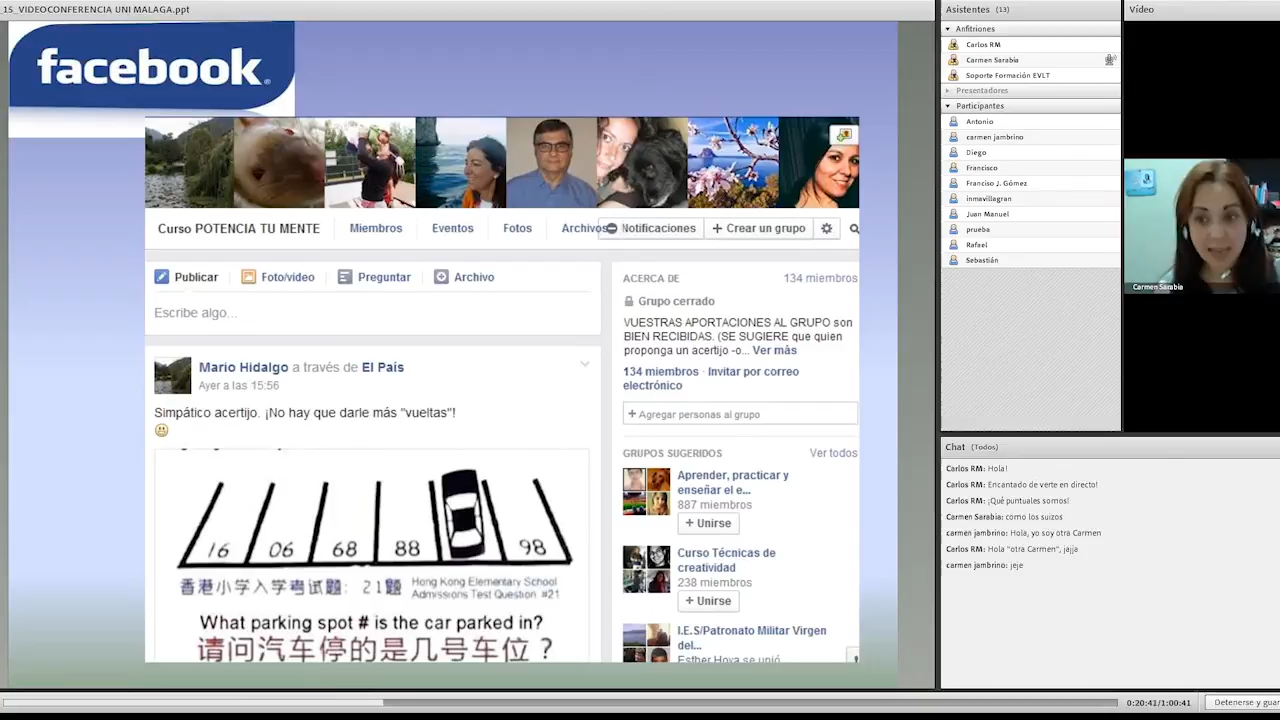 _15_VIDEOCONFERENCIA UNI MALAGA.ppt
facebook
Curso POTENCIA TU MENTE
Miembros
Eventos
Fotos
Archivos
Notificaciones
+ Crear un grupo
Publicar
Foto/vídeo
Preguntar
Archivo
Escribe algo...
Mario Hidalgo a través de El País
Ayer a las 15:56
Simpático acertijo. ¡No hay que darle más "vueltas"!
16 06 68 88 98
香港小学入学考试题: 21题
Hong Kong Elementary School
Admissions Test Question #21
What parking spot # is the car parked in?
请问汽车停的是几号车位？
ACERCA DE
134 miembros
Grupo cerrado
VUESTRAS APORTACIONES AL GRUPO son
BIEN RECIBIDAS. (SE SUGIERE que quien
proponga un acertijo -o... Ver más
134 miembros · Invitar por correo
electrónico
+ Agregar personas al grupo
GRUPOS SUGERIDOS
Ver todos
Aprender, practicar y
enseñar el e...
887 miembros
+ Unirse
Curso Técnicas de
creatividad
238 miembros
+ Unirse
I.E.S/Patronato Militar Virgen
del...
Esther Hoya se unió
Asistentes (13)
Anfitriones
Carlos RM
Carmen Sarabia
Soporte Formación EVLT
Presentadores
Participantes
Antonio
carmen jambrino
Diego
Francisco
Franciso J. Gómez
inmavillagran
Juan Manuel
prueba
Rafael
Sebastián
Vídeo
Carmen Sarabia
Chat (Todos)
Carlos RM: Hola!
Carlos RM: Encantado de verte en directo!
Carlos RM: ¡Qué puntuales somos!
Carmen Sarabia: como los suizos
carmen jambrino: Hola, yo soy otra Carmen
Carlos RM: Hola "otra Carmen", jajja
carmen jambrino: jeje
0:20:41/1:00:41
Detenerse y guar